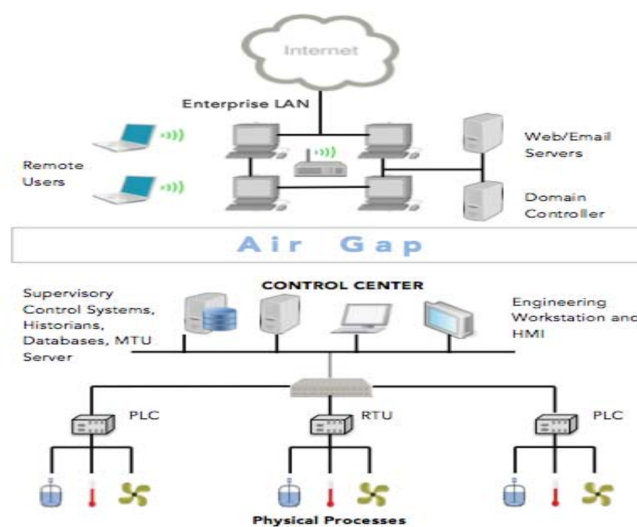 Internet
Enterprise LAN
Remote
Users
Web/Email
Servers
Domain
Controller
Air Gap
CONTROL CENTER
Supervisory
Control Systems,
Historians,
Databases, MTU
Server
Engineering
Workstation and
HMI
PLC
RTU
PLC
Physical Processes